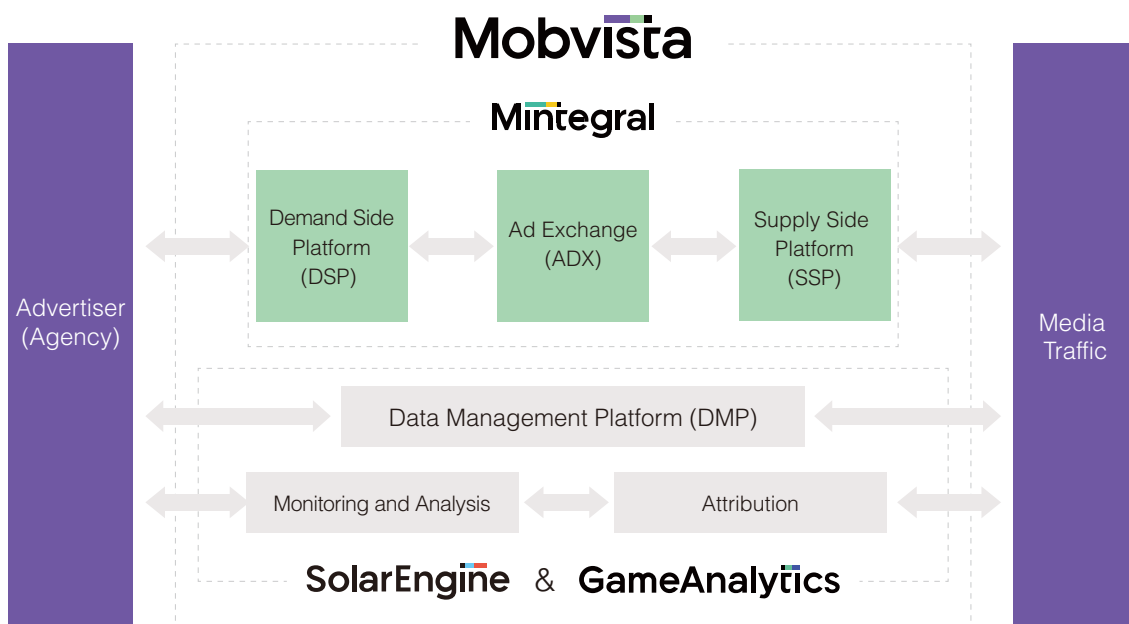 Mobvista
Mintegral
Demand Side
Platform
(DSP)
Ad Exchange
(ADX)
Supply Side
Platform
(SSP)
Advertiser
(Agency)
Media
Traffic
Data Management Platform (DMP)
Monitoring and Analysis
Attribution
SolarEngine & GameAnalytics